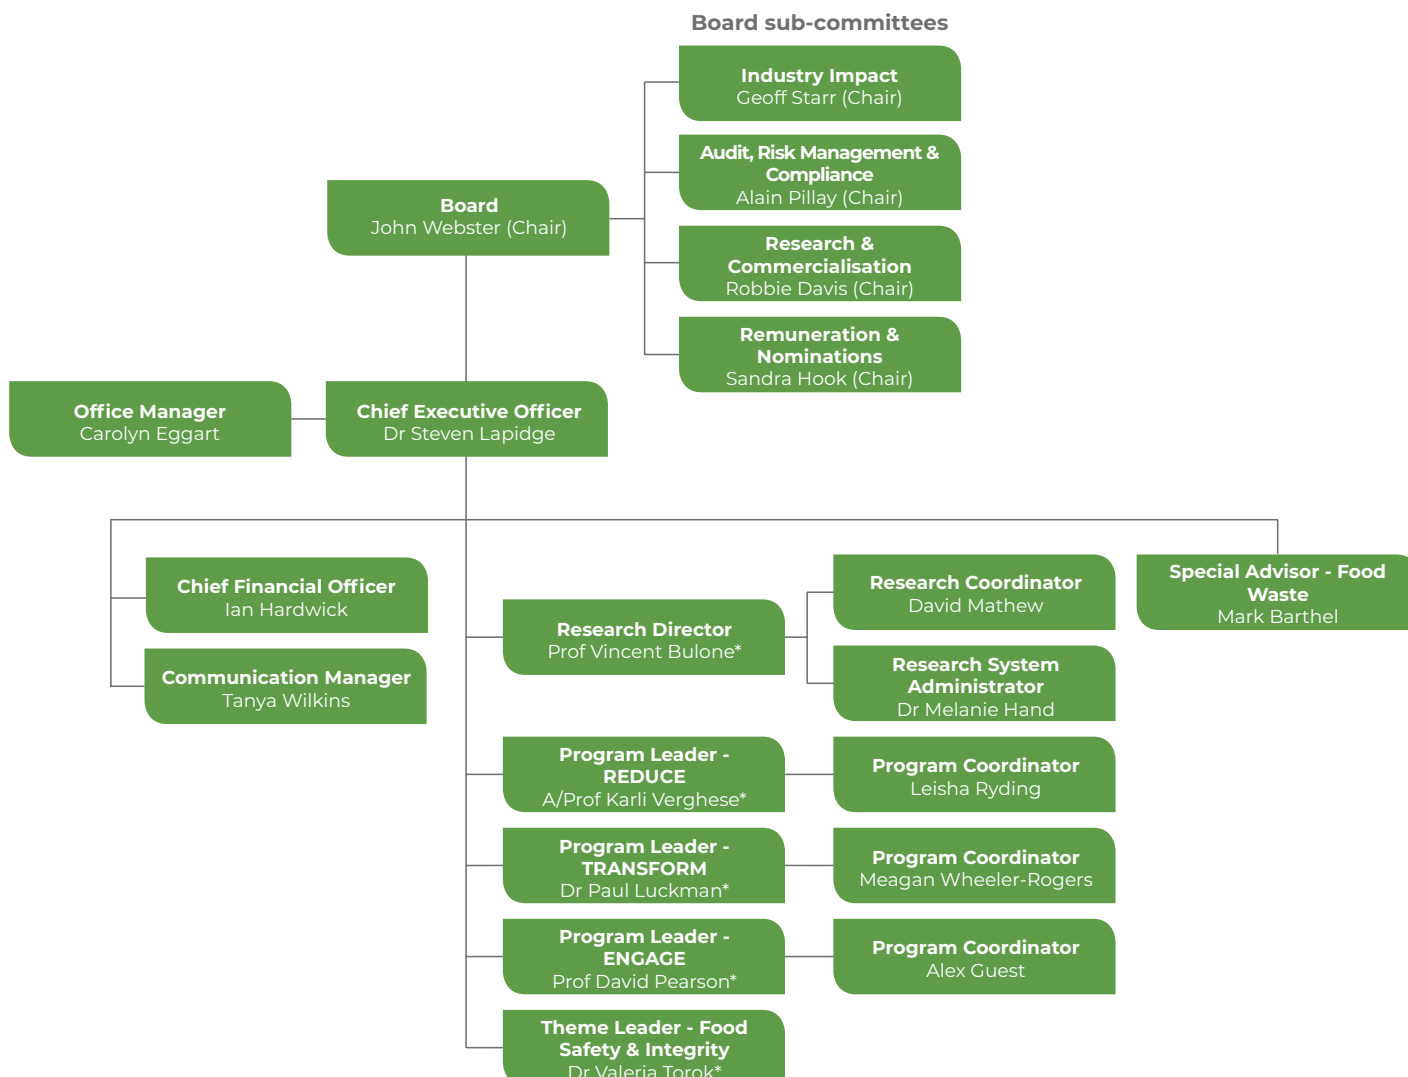 Board sub-committees
Industry Impact
Geoff Starr (Chair)
Audit, Risk Management &
Compliance
Alain Pillay (Chair)
Board
John Webster (Chair)
Research &
Commercialisation
Robbie Davis (Chair)
Remuneration &
Nominations
Sandra Hook (Chair)
Office Manager
Carolyn Eggart
Chief Executive Officer
Dr Steven Lapidge
Chief Financial Officer
Ian Hardwick
Communication Manager
Tanya Wilkins
Research Director
Prof Vincent Bulone*
Research Coordinator
David Mathew
Research System
Administrator
Dr Melanie Hand
Special Advisor - Food
Waste
Mark Barthel
Program Leader -
REDUCE
A/Prof Karli Verghese*
Program Coordinator
Leisha Ryding
Program Leader -
TRANSFORM
Dr Paul Luckman*
Program Coordinator
Meagan Wheeler-Rogers
Program Leader -
ENGAGE
Prof David Pearson*
Program Coordinator
Alex Guest
Theme Leader - Food
Safety & Integrity
Dr Valeria Torok*